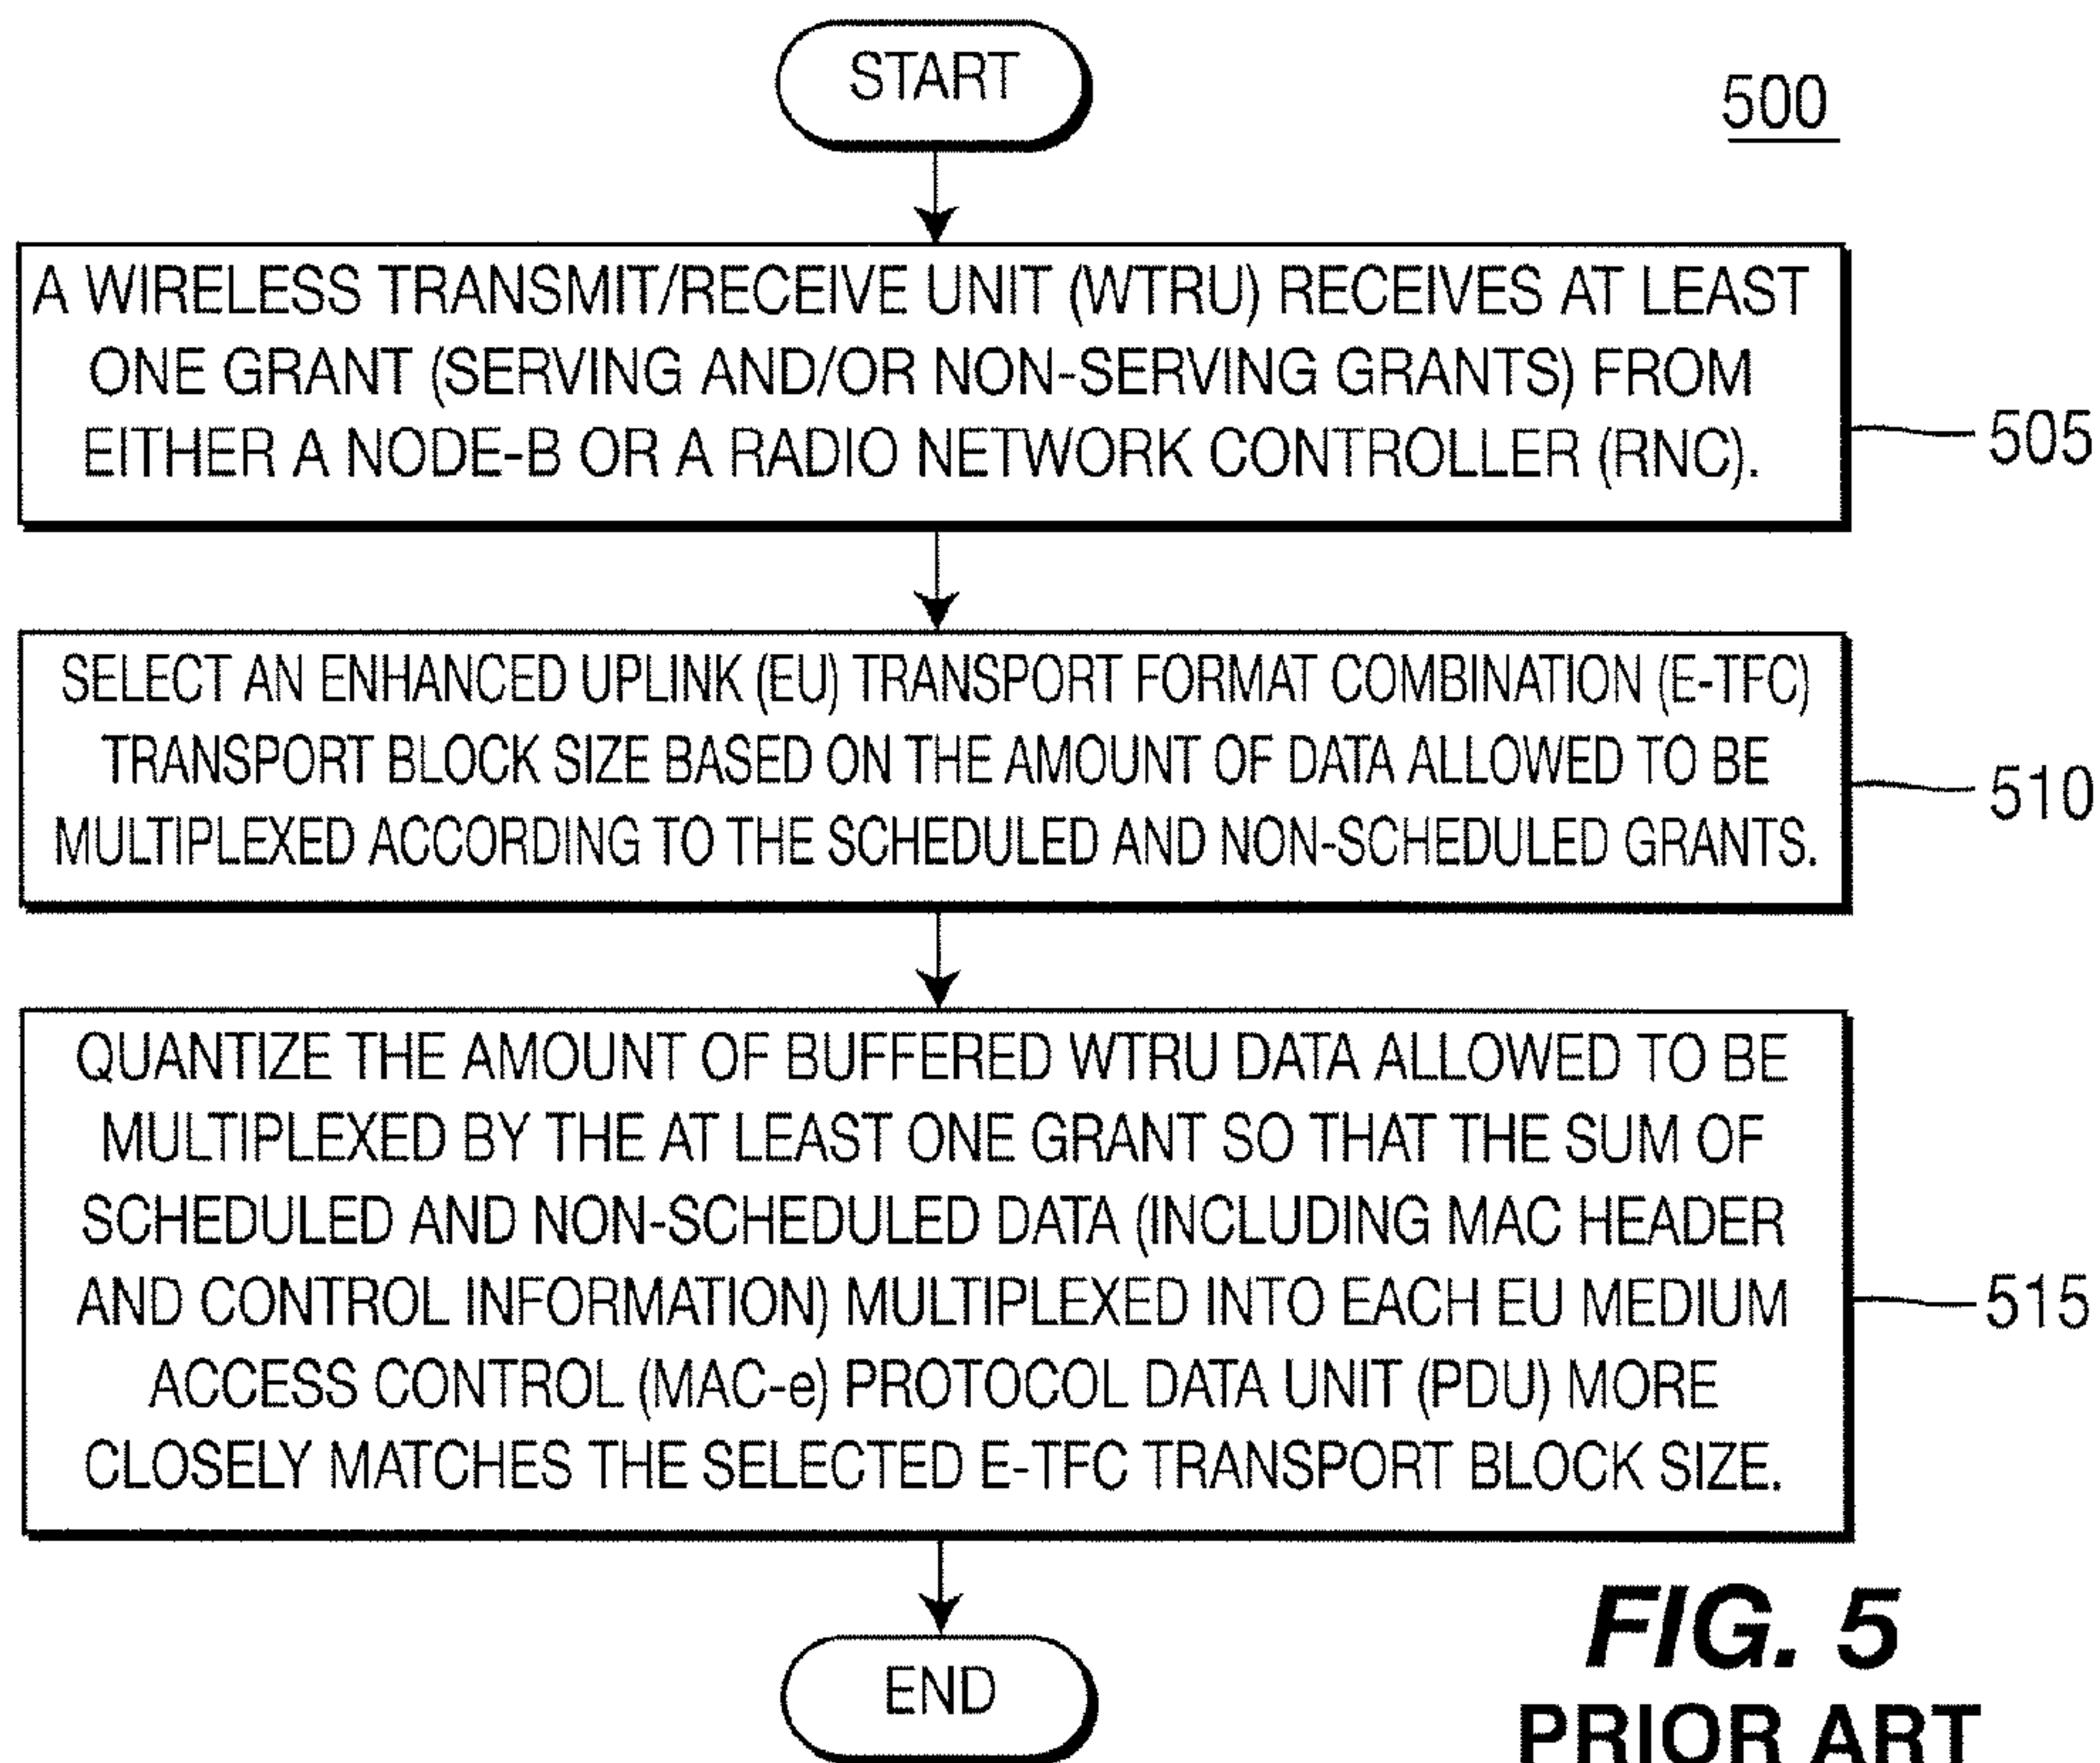 START
500
A WIRELESS TRANSMIT/RECEIVE UNIT (WTRU) RECEIVES AT LEAST
ONE GRANT (SERVING AND/OR NON-SERVING GRANTS) FROM
EITHER A NODE-B OR A RADIO NETWORK CONTROLLER (RNC).
505
SELECT AN ENHANCED UPLINK (EU) TRANSPORT FORMAT COMBINATION (E-TFC)
TRANSPORT BLOCK SIZE BASED ON THE AMOUNT OF DATA ALLOWED TO BE
MULTIPLEXED ACCORDING TO THE SCHEDULED AND NON-SCHEDULED GRANTS.
510
QUANTIZE THE AMOUNT OF BUFFERED WTRU DATA ALLOWED TO BE
MULTIPLEXED BY THE AT LEAST ONE GRANT SO THAT THE SUM OF
SCHEDULED AND NON-SCHEDULED DATA (INCLUDING MAC HEADER
AND CONTROL INFORMATION) MULTIPLEXED INTO EACH EU MEDIUM
ACCESS CONTROL (MAC-e) PROTOCOL DATA UNIT (PDU) MORE
CLOSELY MATCHES THE SELECTED E-TFC TRANSPORT BLOCK SIZE.
515
END
FIG. 5
PRIOR ART